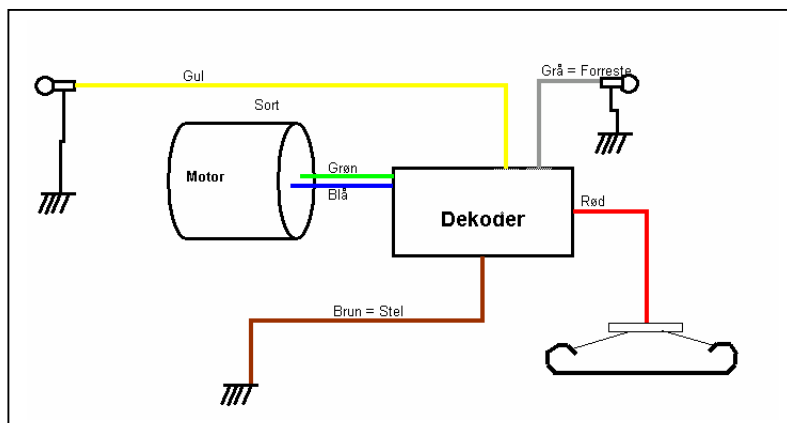 Gul
Grå = Forreste
Sort
Motor
Grøn
Blå
Dekoder
Rød
Brun = Stel